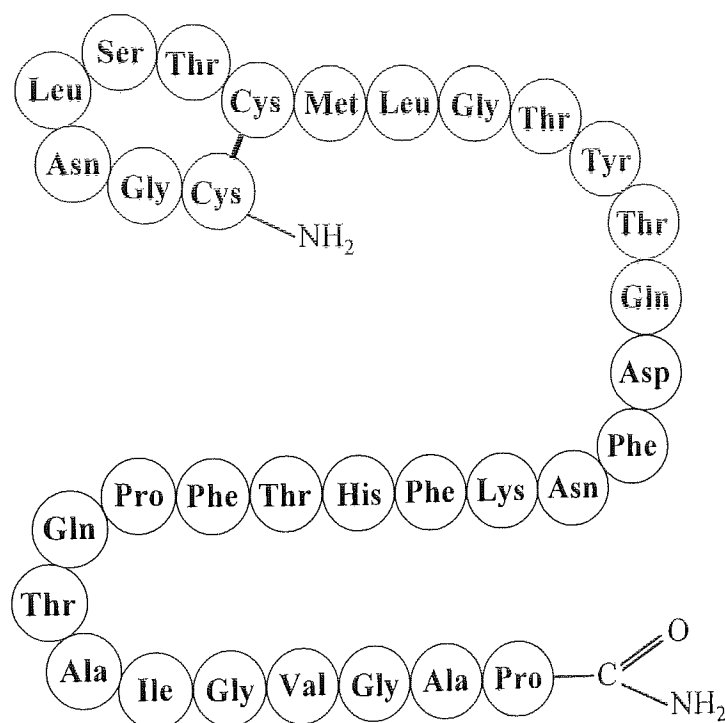 Leu Ser Thr Cys Met Leu Gly Thr
Asn Gly Cys Tyr
NH₂ Thr
Gln
Asp
Phe
Gln Pro Phe Thr His Phe Lys Asn
Thr
Ala Ile Gly Val Gly Ala Pro C O
NH₂